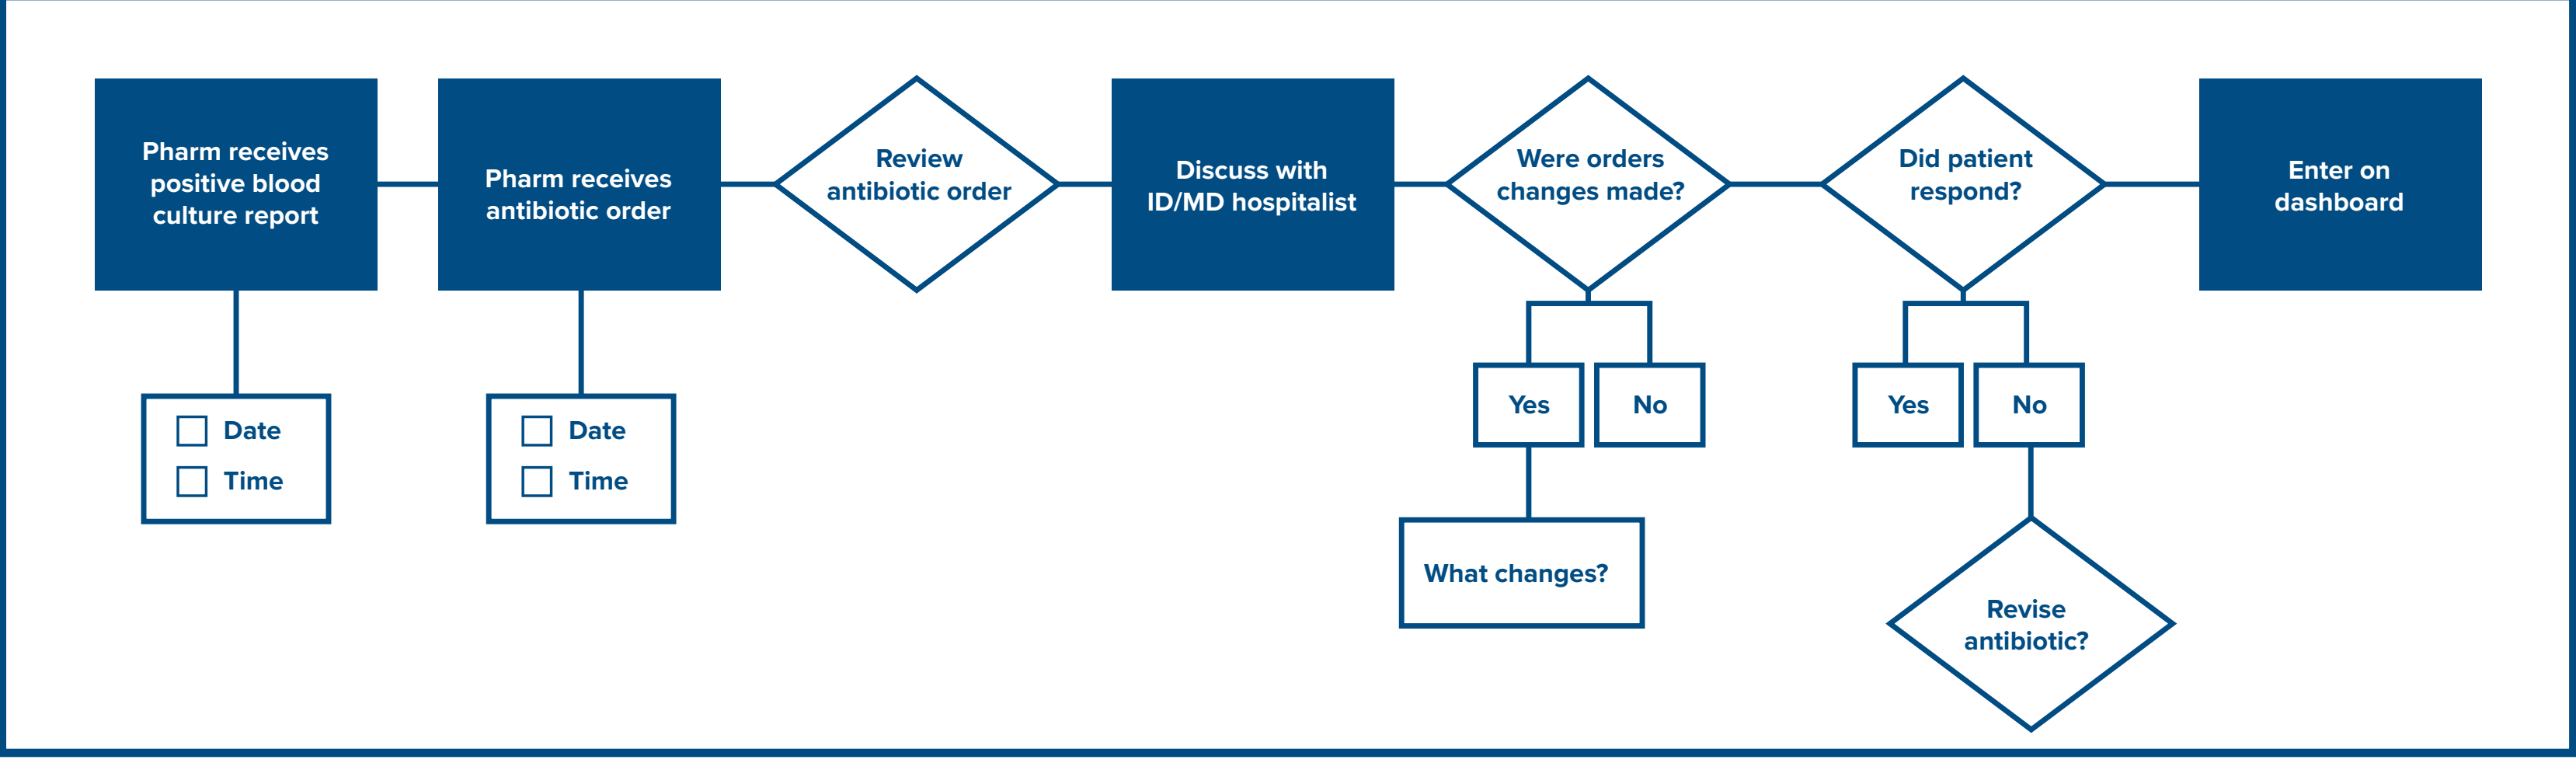 Pharm receives
positive blood
culture report
Pharm receives
antibiotic order
Review
antibiotic order
Discuss with
ID/MD hospitalist
Were orders
changes made?
Did patient
respond?
Enter on
dashboard
Date
Time
Date
Time
Yes
No
What changes?
Yes
No
Revise
antibiotic?